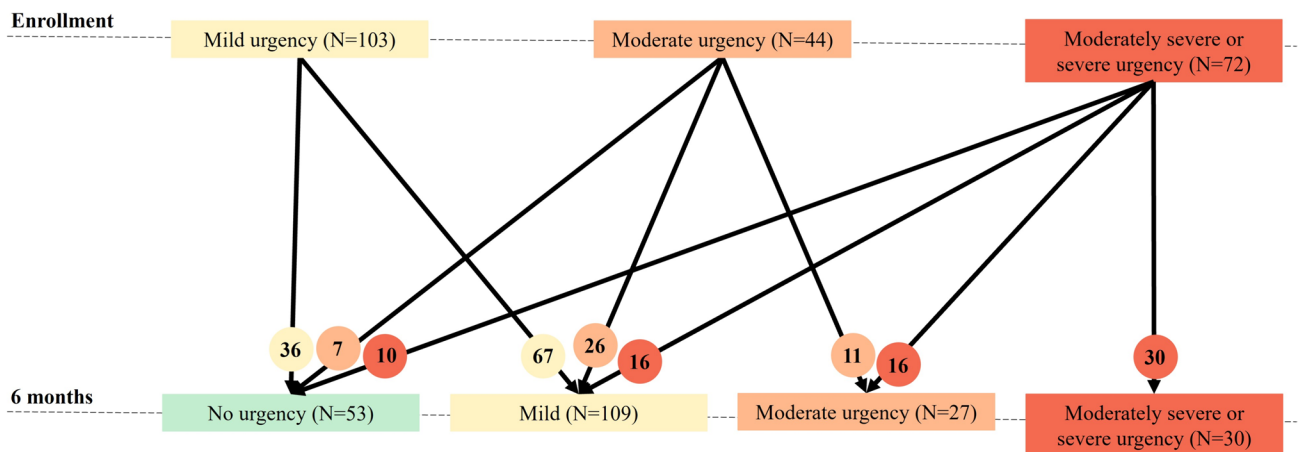 Enrollment
Mild urgency (N=103)
Moderate urgency (N=44)
Moderately severe or
severe urgency (N=72)
36
7
10
67
26
16
11
16
30
6 months
No urgency (N=53)
Mild (N=109)
Moderate urgency (N=27)
Moderately severe or
severe urgency (N=30)